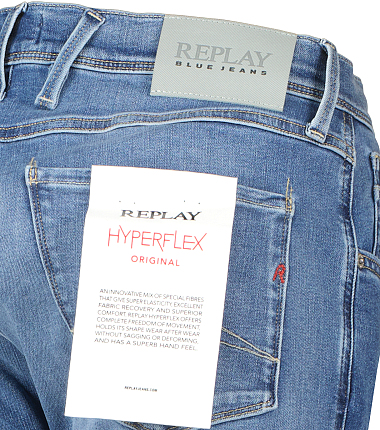 REPLAY
BLUE JEANS
REPLAY
HYPERFLEX
ORIGINAL
AN INNOVATIVE MIX OF SPECIAL FIBRES
THAT GIVE SUPER ELASTICITY, EXCELLENT
FABRIC RECOVERY AND SUPERIOR
COMFORT. REPLAY HYPERFLEX OFFERS
COMPLETE FREEDOM OF MOVEMENT,
HOLDS ITS SHAPE WEAR AFTER WEAR
WITHOUT SAGGING OR DEFORMING,
AND HAS A SUPERB HAND FEEL.
REPLAYJEANS.COM